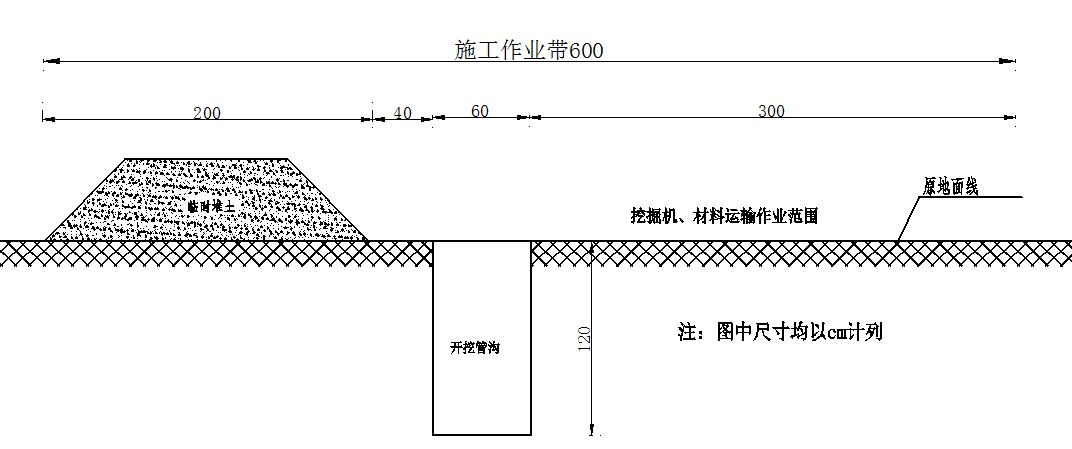 施工作业带600
200
40
60
300
原地面线
临时堆土
挖掘机、材料运输作业范围
120
注：图中尺寸均以cm计列
开挖管沟